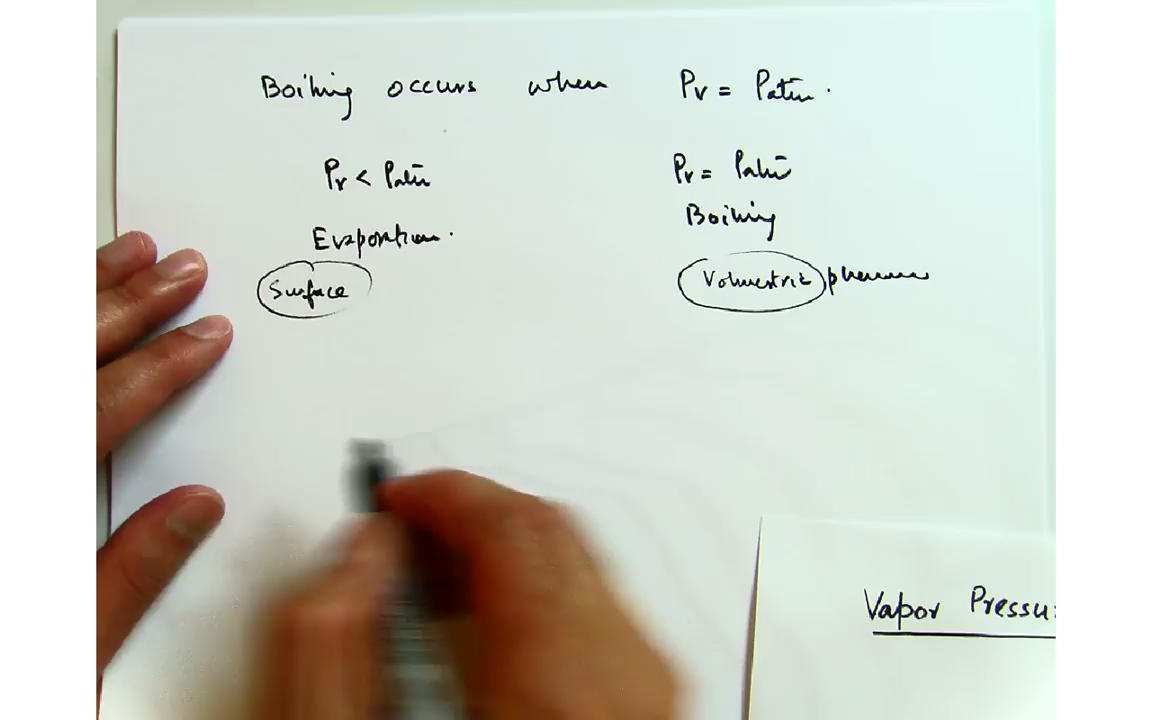 Boiling occurs when Pv = Patm.
Pv < Patm
Pv = Patm
Evaporation.
Boiling
Surface
Volumetric phenomena
Vapor Pressu